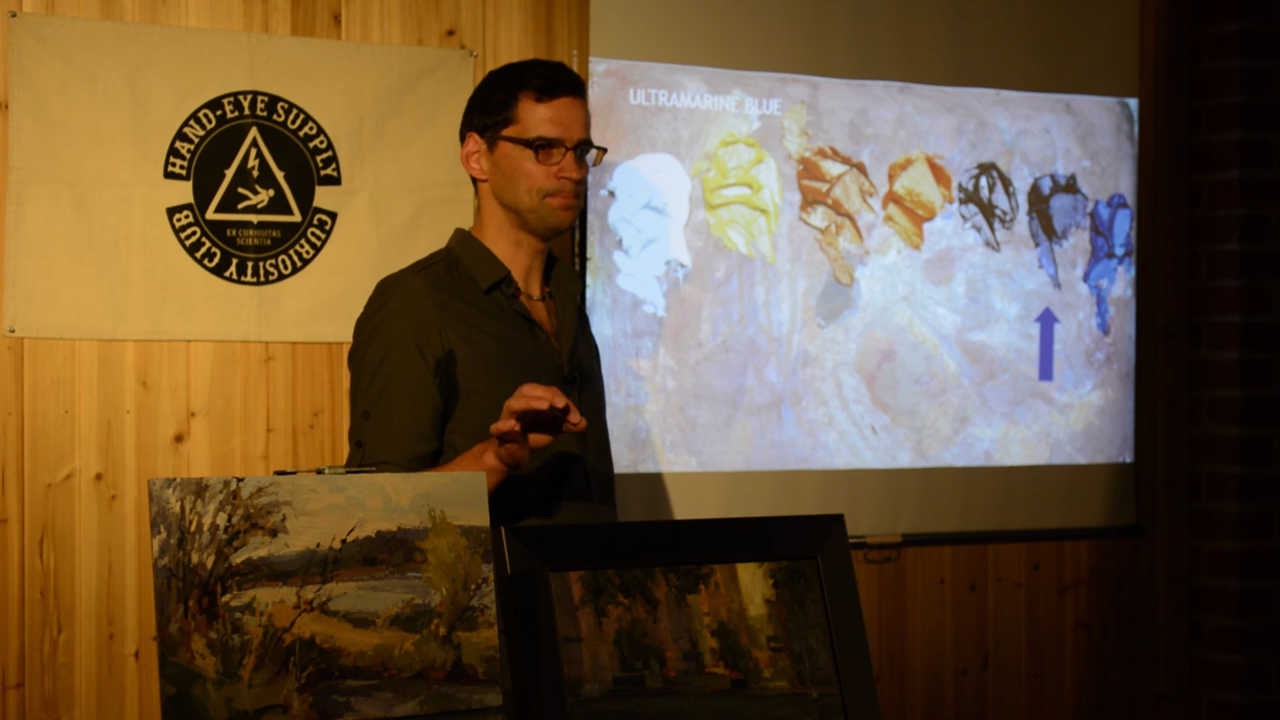 HAND-EYE SUPPLY
EX CURIOSITAS
SCIENTIA
CURIOSITY CLUB
ULTRAMARINE BLUE